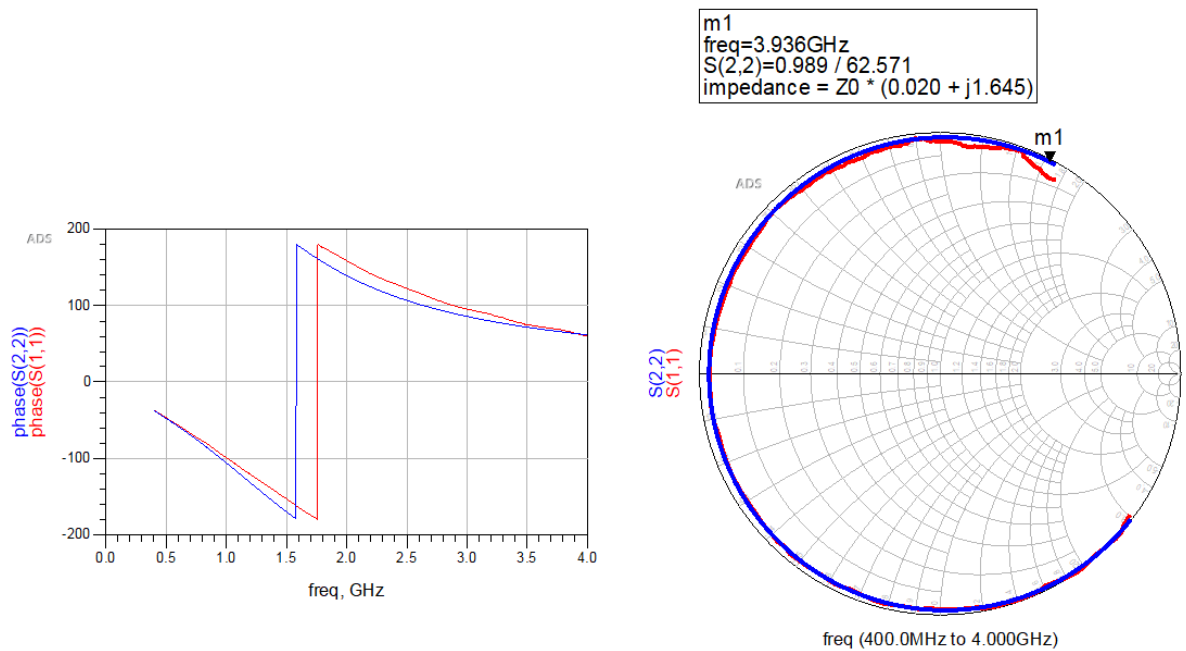 m1
freq=3.936GHz
S(2,2)=0.989 / 62.571
impedance = Z0 * (0.020 + j1.645)
m1
ADS
ADS
200
100
0
-100
-200
phase(S(2,2))
phase(S(1,1))
0.0 0.5 1.0 1.5 2.0 2.5 3.0 3.5 4.0
freq, GHz
S(2,2)
S(1,1)
freq (400.0MHz to 4.000GHz)